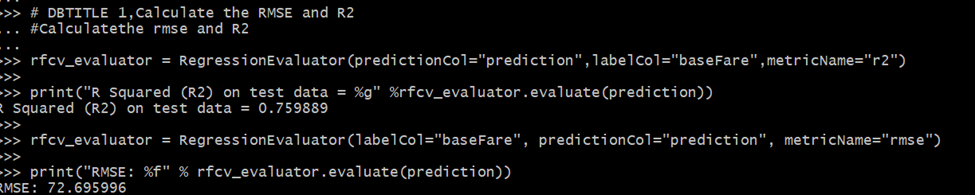 >>> # DBTITLE 1,Calculate the RMSE and R2
... #Calculatethe rmse and R2
...
>>> rfcv_evaluator = RegressionEvaluator(predictionCol="prediction",labelCol="baseFare",metricName="r2")
>>>
>>> print("R Squared (R2) on test data = %g" %rfcv_evaluator.evaluate(prediction))
R Squared (R2) on test data = 0.759889
>>>
>>> rfcv_evaluator = RegressionEvaluator(labelCol="baseFare", predictionCol="prediction", metricName="rmse")
>>>
>>> print("RMSE: %f" % rfcv_evaluator.evaluate(prediction))
RMSE: 72.695996